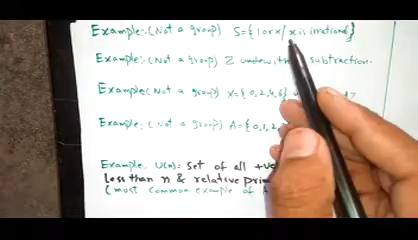 Example:- (Not a group) S={1 or x/ x is irrational}
Example:- (Not a group) Z under with subtraction.
Example:- (Not a group) X={0,2,4,6}
Example:- (Not a group) A={0,1,2,
Example: U(n)= set of all +ve
less than n & relative
(most common example of A